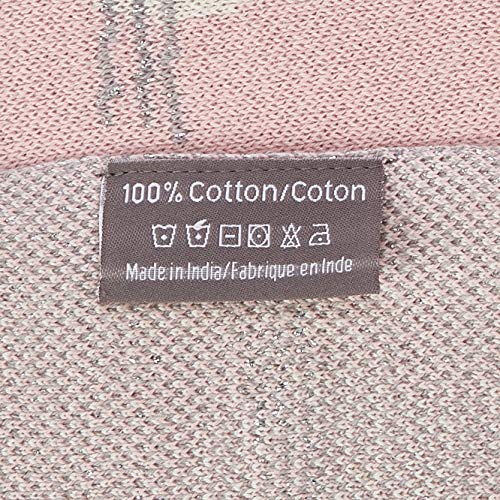 100% Cotton/Coton
Made in India/Fabrique en Inde